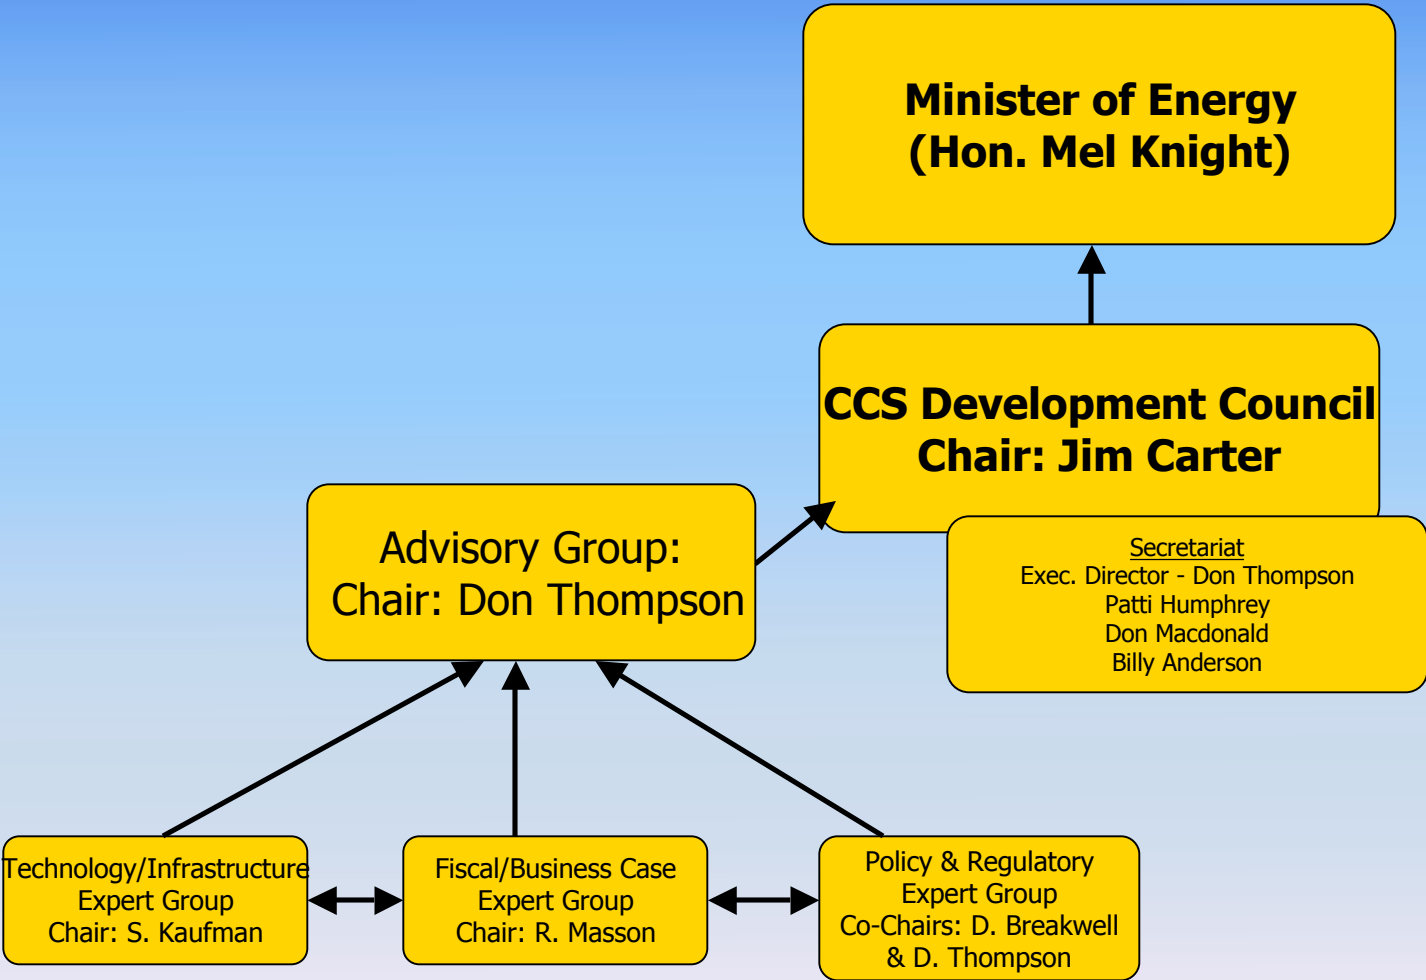 Minister of Energy
(Hon. Mel Knight)
CCS Development Council
Chair: Jim Carter
Advisory Group:
Chair: Don Thompson
Secretariat
Exec. Director - Don Thompson
Patti Humphrey
Don Macdonald
Billy Anderson
Technology/Infrastructure
Expert Group
Chair: S. Kaufman
Fiscal/Business Case
Expert Group
Chair: R. Masson
Policy & Regulatory
Expert Group
Co-Chairs: D. Breakwell
& D. Thompson